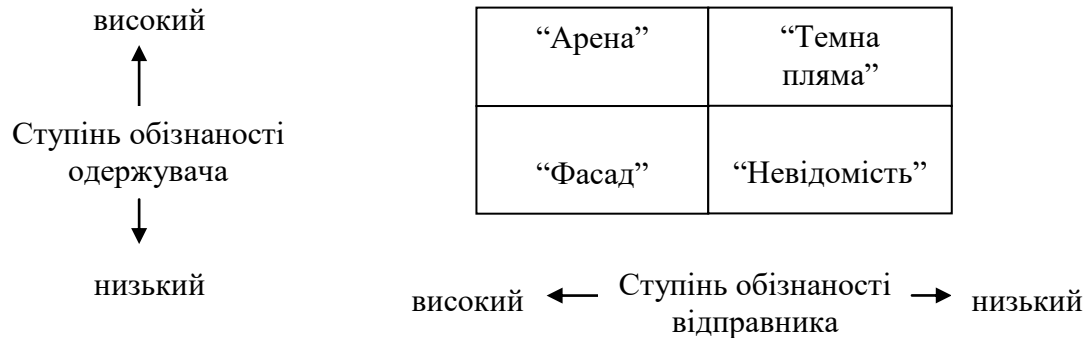 високий
Ступінь обізнаності
одержувача
низький
“Арена”
“Темна
пляма”
“Фасад”
“Невідомість”
високий
Ступінь обізнаності
відправника
низький